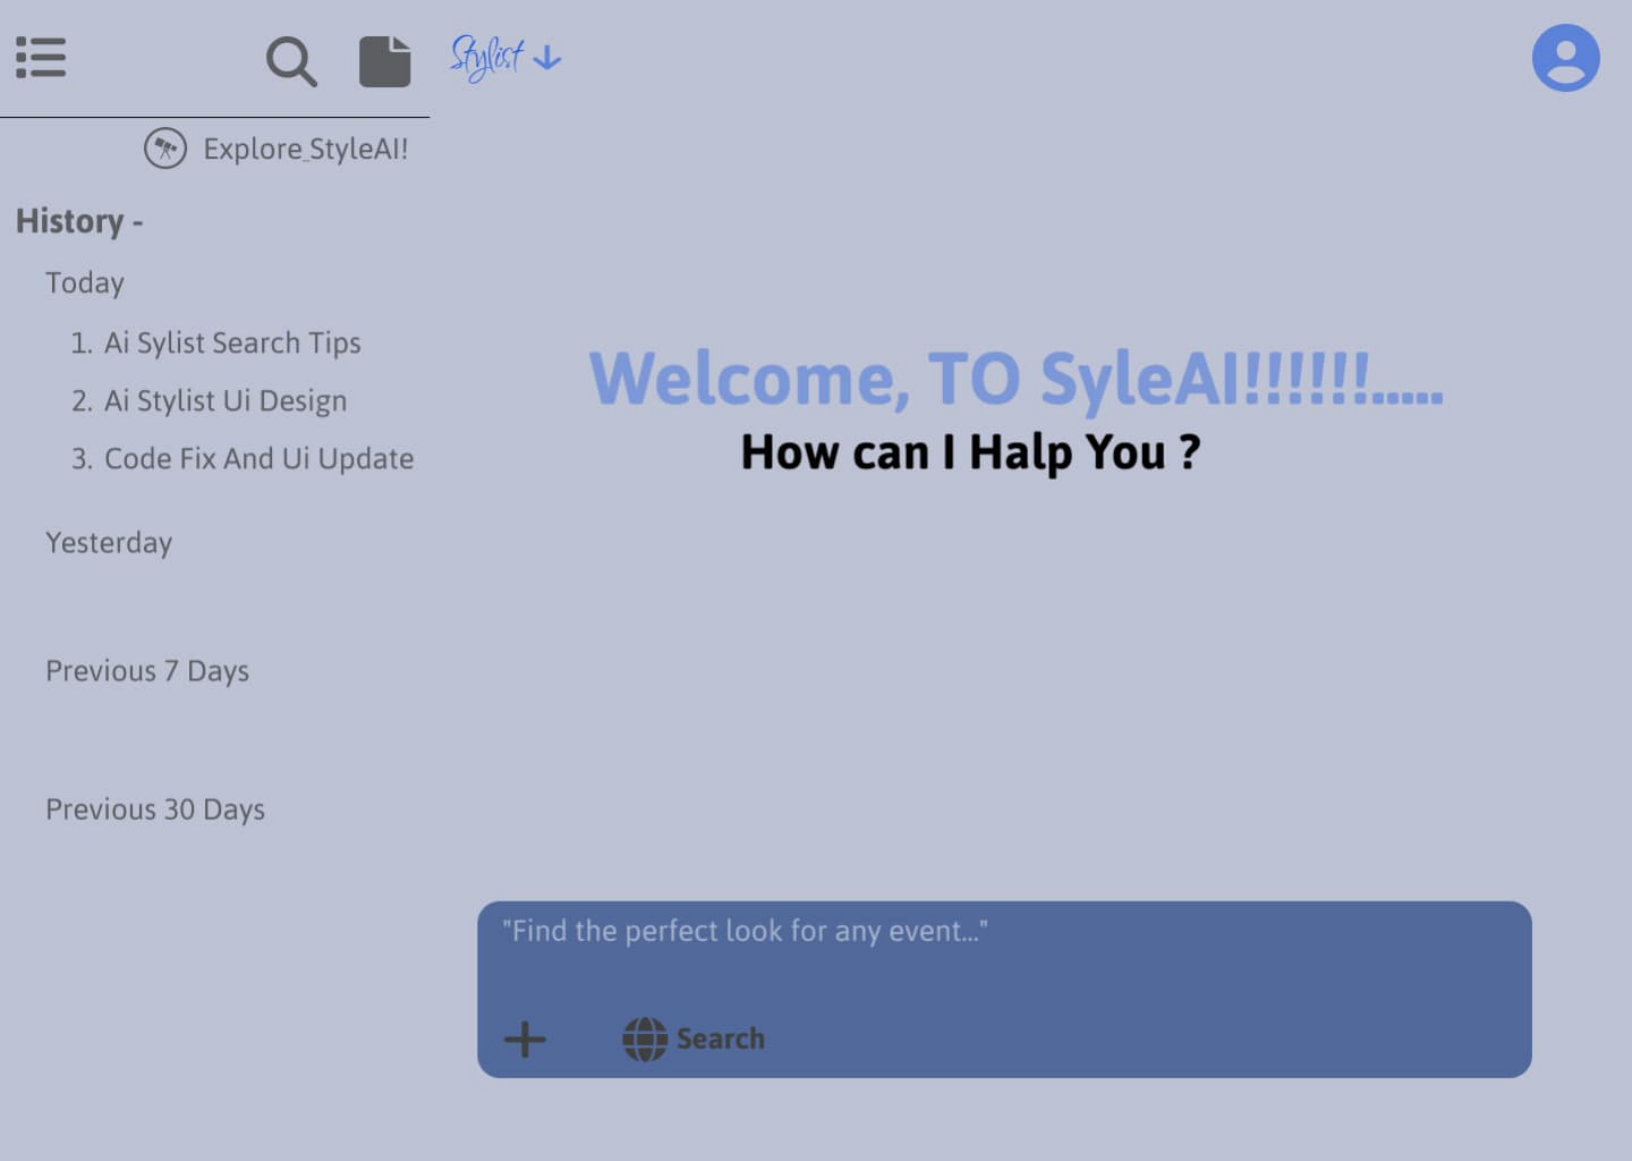 Stylist
Explore_StyleAI!
History -
Today
1. Ai Sylist Search Tips
2. Ai Stylist Ui Design
3. Code Fix And Ui Update
Yesterday
Previous 7 Days
Previous 30 Days
Welcome, TO SyleAI!!!!!!.....
How can I Halp You ?
"Find the perfect look for any event..."
Search